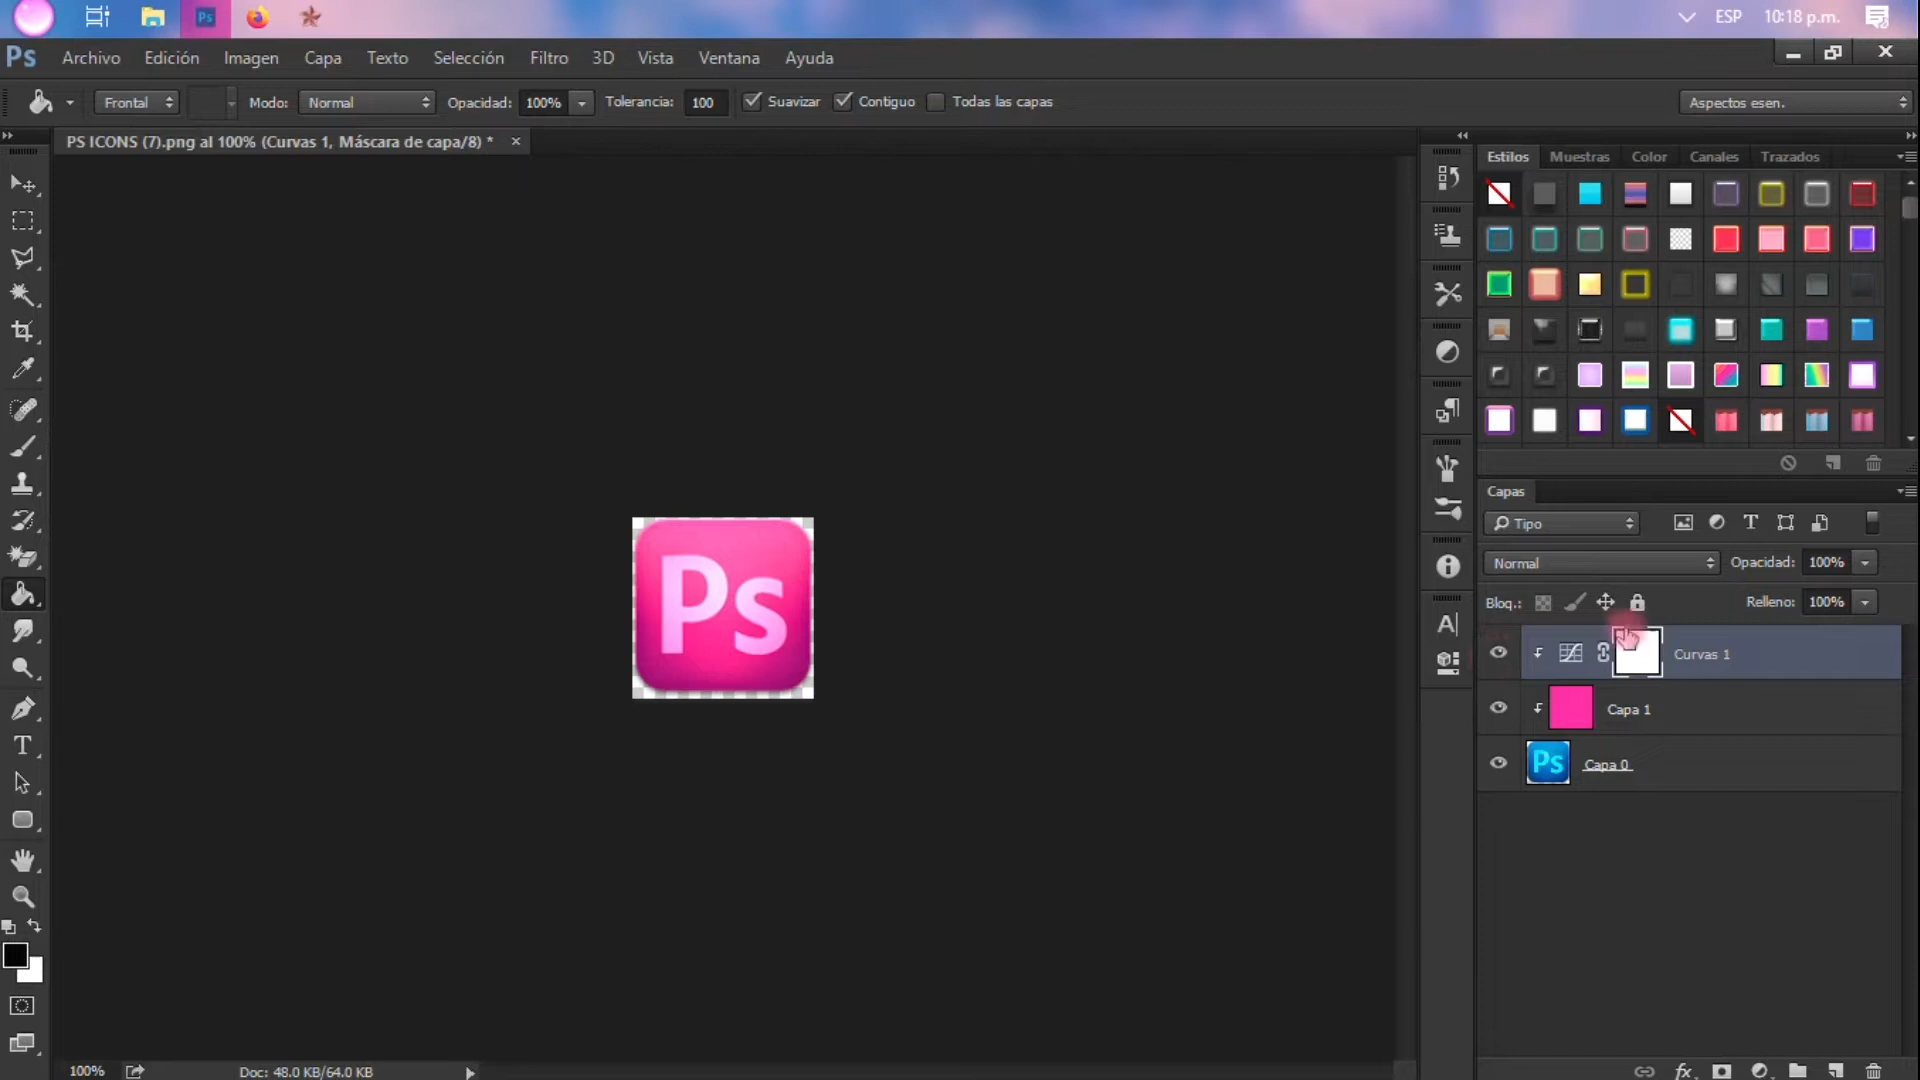 ESP 10:18 p.m.
Ps Archivo Edición Imagen Capa Texto Selección Filtro 3D Vista Ventana Ayuda
Frontal Modo: Normal Opacidad: 100% Tolerancia: 100 Suavizar Contiguo Todas las capas Aspectos esen.
PS ICONS (7).png al 100% (Curvas 1, Máscara de capa/8) * ×
Estilos Muestras Color Canales Trazados
Capas
Tipo
Normal Opacidad: 100%
Bloq.: Relleno: 100%
Curvas 1
Capa 1
Ps Capa 0
Ps
100% Doc: 48.0 KB/64.0 KB